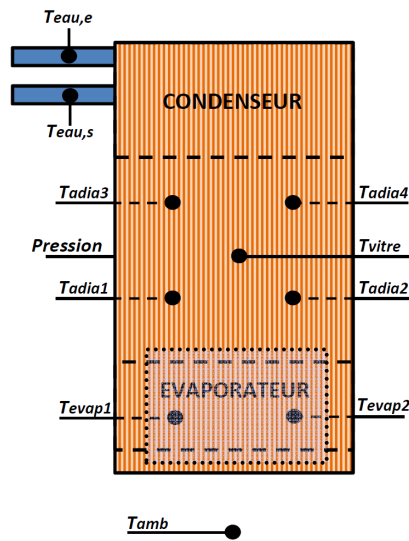 Teau,e
CONDENSEUR
Teau,s
Tadia3
Tadia4
Pression
Tvitre
Tadia1
Tadia2
EVAPORATEUR
Tevap1
Tevap2
Tamb